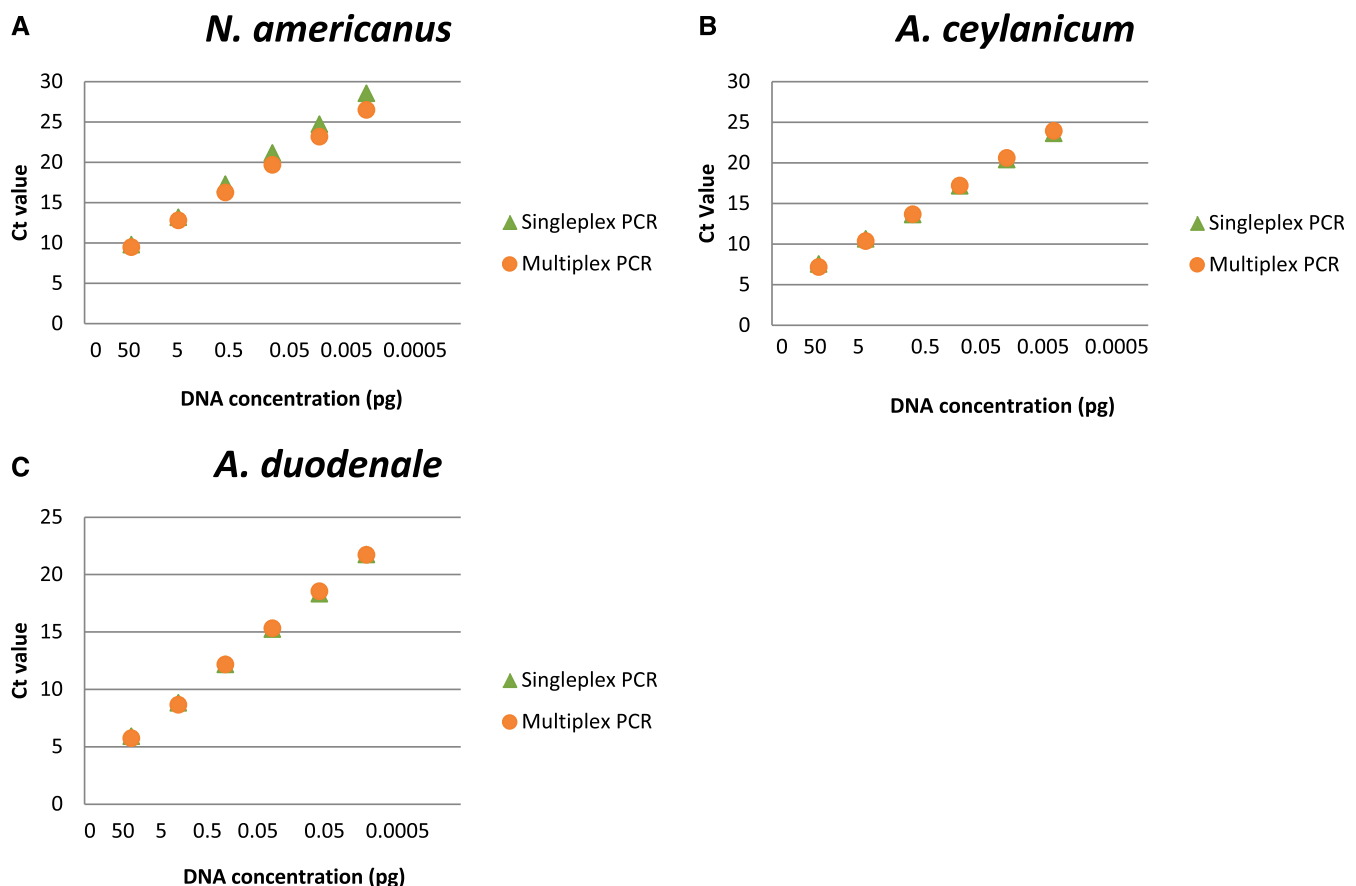 A
N. americanus
30
25
20
15
10
5
0
Ct value
0 50 5 0.5 0.05 0.005 0.0005
DNA concentration (pg)
Singleplex PCR
Multiplex PCR
B
A. ceylanicum
30
25
20
15
10
5
0
Ct Value
0 50 5 0.5 0.05 0.005 0.0005
DNA concentration (pg)
Singleplex PCR
Multiplex PCR
C
A. duodenale
25
20
15
10
5
0
Ct value
0 50 5 0.5 0.05 0.05 0.0005
DNA concentration (pg)
Singleplex PCR
Multiplex PCR